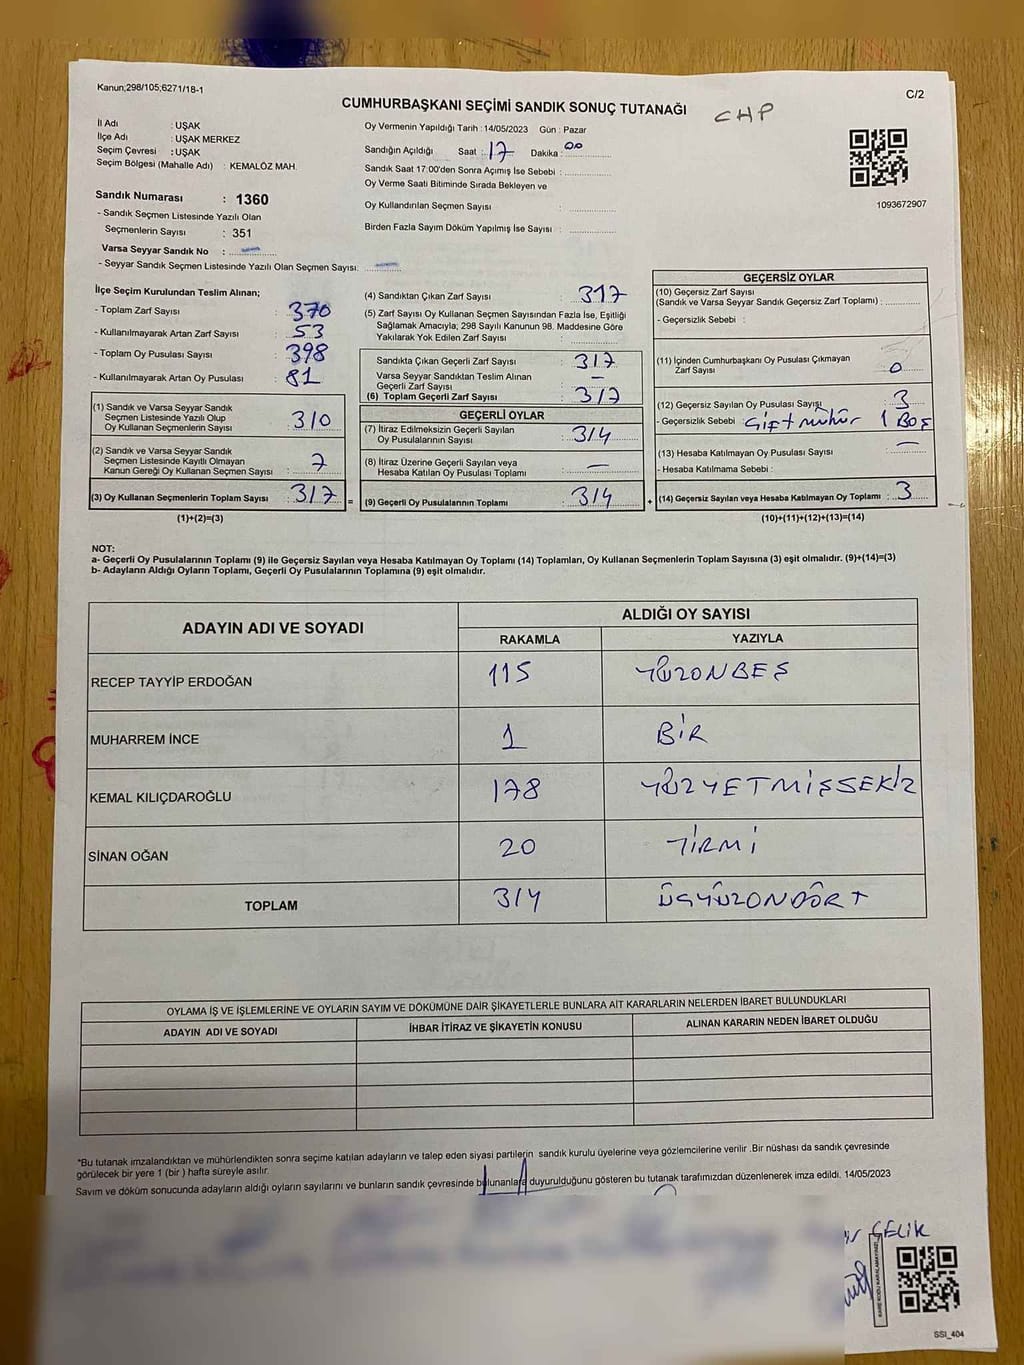 Kanun;298/105;6271/18-1
C/2
CUMHURBAŞKANI SEÇİMİ SANDIK SONUÇ TUTANAĞI
CHP
İl Adı : UŞAK
İlçe Adı : UŞAK MERKEZ
Seçim Çevresi : UŞAK
Seçim Bölgesi (Mahalle Adı) : KEMALÖZ MAH.
Oy Vermenin Yapıldığı Tarih : 14/05/2023 Gün : Pazar
Sandığın Açıldığı Saat : 17 Dakika : 00
Sandık Saat 17:00'den Sonra Açımış İse Sebebi :
Oy Verme Saati Bitiminde Sırada Bekleyen ve
Oy Kullandırılan Seçmen Sayısı :
Birden Fazla Sayım Döküm Yapılmış İse Sayısı :
1093672907
Sandık Numarası : 1360
- Sandık Seçmen Listesinde Yazılı Olan
Seçmenlerin Sayısı : 351
Varsa Seyyar Sandık No : —
- Seyyar Sandık Seçmen Listesinde Yazılı Olan Seçmen Sayısı: —
İlçe Seçim Kurulundan Teslim Alınan;
- Toplam Zarf Sayısı : 370
- Kullanılmayarak Artan Zarf Sayısı : 53
- Toplam Oy Pusulası Sayısı : 398
- Kullanılmayarak Artan Oy Pusulası : 81
(1) Sandık ve Varsa Seyyar Sandık
Seçmen Listesinde Yazılı Olup
Oy Kullanan Seçmenlerin Sayısı : 310
(2) Sandık ve Varsa Seyyar Sandık
Seçmen Listesinde Kayıtlı Olmayan
Kanun Gereği Oy Kullanan Seçmen Sayısı : 7
(3) Oy Kullanan Seçmenlerin Toplam Sayısı : 317
(1)+(2)=(3)
(4) Sandıktan Çıkan Zarf Sayısı : 317
(5) Zarf Sayısı Oy Kullanan Seçmen Sayısından Fazla İse, Eşitliği
Sağlamak Amacıyla; 298 Sayılı Kanunun 98. Maddesine Göre
Yakılarak Yok Edilen Zarf Sayısı :
Sandıkta Çıkan Geçerli Zarf Sayısı : 317
Varsa Seyyar Sandıktan Teslim Alınan
Geçerli Zarf Sayısı : —
(6) Toplam Geçerli Zarf Sayısı : 317
GEÇERLİ OYLAR
(7) İtiraz Edilmeksizin Geçerli Sayılan
Oy Pusulalarının Sayısı : 314
(8) İtiraz Üzerine Geçerli Sayılan veya
Hesaba Katılan Oy Pusulası Toplamı : —
= (9) Geçerli Oy Pusulalarının Toplamı : 314
GEÇERSİZ OYLAR
(10) Geçersiz Zarf Sayısı
(Sandık ve Varsa Seyyar Sandık Geçersiz Zarf Toplamı) :
- Geçersizlik Sebebi :
(11) İçinden Cumhurbaşkanı Oy Pusulası Çıkmayan
Zarf Sayısı : 0
(12) Geçersiz Sayılan Oy Pusulası Sayısı : 3
- Geçersizlik Sebebi : Çift mühür 1 BOŞ
(13) Hesaba Katılmayan Oy Pusulası Sayısı : —
- Hesaba Katılmama Sebebi :
+ (14) Geçersiz Sayılan veya Hesaba Katılmayan Oy Toplamı : 3
(10)+(11)+(12)+(13)=(14)
NOT:
a- Geçerli Oy Pusulalarının Toplamı (9) ile Geçersiz Sayılan veya Hesaba Katılmayan Oy Toplamı (14) Toplamları, Oy Kullanan Seçmenlerin Toplam Sayısına (3) eşit olmalıdır. (9)+(14)=(3)
b- Adayların Aldığı Oyların Toplamı, Geçerli Oy Pusulalarının Toplamına (9) eşit olmalıdır.
ADAYIN ADI VE SOYADI ALDIĞI OY SAYISI
RAKAMLA YAZIYLA
RECEP TAYYİP ERDOĞAN 115 YÜZONBEŞ
MUHARREM İNCE 1 BİR
KEMAL KILIÇDAROĞLU 178 YÜZYETMİŞSEKİZ
SİNAN OĞAN 20 YİRMİ
TOPLAM 314 ÜÇYÜZONDÖRT
OYLAMA İŞ VE İŞLEMLERİNE VE OYLARIN SAYIM VE DÖKÜMÜNE DAİR ŞİKAYETLERLE BUNLARA AİT KARARLARIN NELERDEN İBARET BULUNDUKLARI
ADAYIN ADI VE SOYADI İHBAR İTİRAZ VE ŞİKAYETİN KONUSU ALINAN KARARIN NEDEN İBARET OLDUĞU
*Bu tutanak imzalandıktan ve mühürlendikten sonra seçime katılan adayların ve talep eden siyasi partilerin sandık kurulu üyelerine veya gözlemcilerine verilir .Bir nüshası da sandık çevresinde
görülecek bir yere 1 (bir ) hafta süreyle asılır.
Sayım ve döküm sonucunda adayların aldığı oyların sayılarını ve bunların sandık çevresinde bulunanlara duyurulduğunu gösteren bu tutanak tarafımızdan düzenlenerek imza edildi. 14/05/2023
ÇELİK
KAREKODU KARALAMAYINIZ
SSI_404